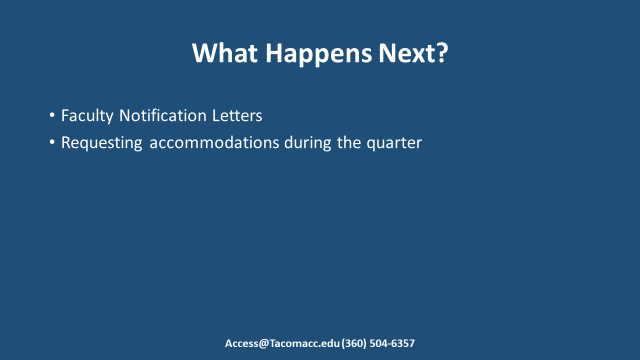 What Happens Next?
• Faculty Notification Letters
• Requesting accommodations during the quarter
Access@Tacomacc.edu (360) 504-6357